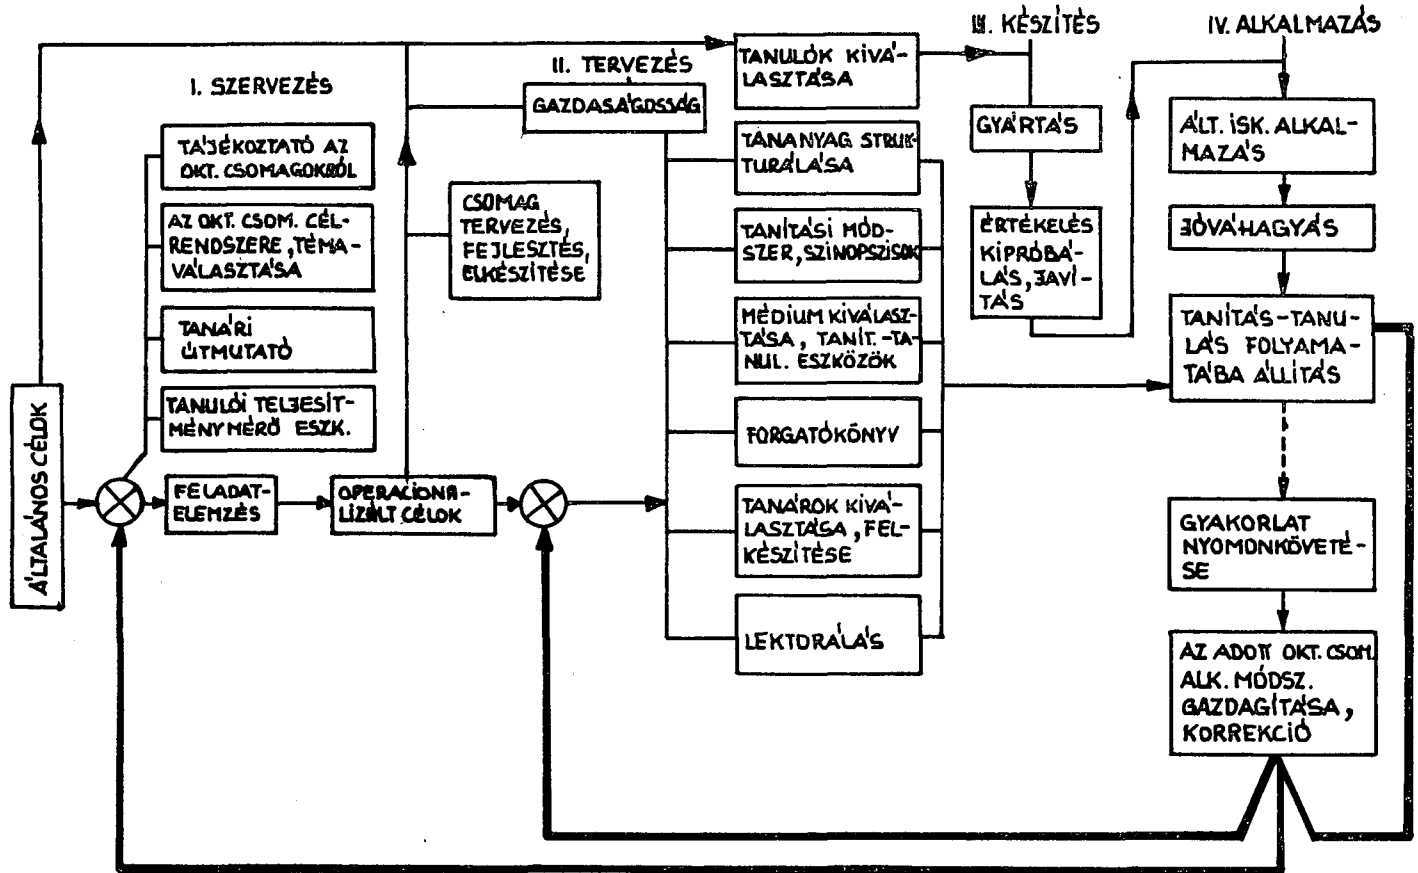 I. SZERVEZÉS
TÁJÉKOZTATÓ AZ
OKT. CSOMAGOKRÓL
AZ OKT. CSOM. CÉL-
RENDSZERE, TÉMA-
VÁLASZTÁSA
TANÁRI
ÚTMUTATÓ
TANULÓI TELJESÍT-
MÉNYMÉRŐ ESZK.
ÁLTALÁNOS CÉLOK
FELADAT-
ELEMZÉS
OPERACIONA-
LIZÁLT CÉLOK
CSOMAG
TERVEZÉS,
FEJLESZTÉS,
ELKÉSZÍTÉSE
II. TERVEZÉS
GAZDASÁGOSSÁG
TANULÓK KIVÁ-
LASZTÁSA
TANANYAG STRUK-
TURÁLÁSA
TANÍTÁSI MÓD-
SZER, SZINOPSZISOK
MÉDIUM KIVÁLASZ-
TÁSA, TANÍT.-TA-
NUL. ESZKÖZÖK
FORGATÓKÖNYV
TANÁROK KIVÁ-
LASZTÁSA, FEL-
KÉSZÍTÉSE
LEKTORÁLÁS
III. KÉSZÍTÉS
GYÁRTÁS
ÉRTÉKELÉS
KIPRÓBÁ-
LÁS, JAVÍ-
TÁS
IV. ALKALMAZÁS
ÁLT. ISK. ALKAL-
MAZÁS
JÓVÁHAGYÁS
TANÍTÁS-TANU-
LÁS FOLYAMA-
TÁBA ÁLLÍTÁS
GYAKORLAT
NYOMONKÖVETÉ-
SE
AZ ADOTT OKT. CSOM.
ALK. MÓDSZ.
GAZDAGÍTÁSA,
KORREKCIÓ